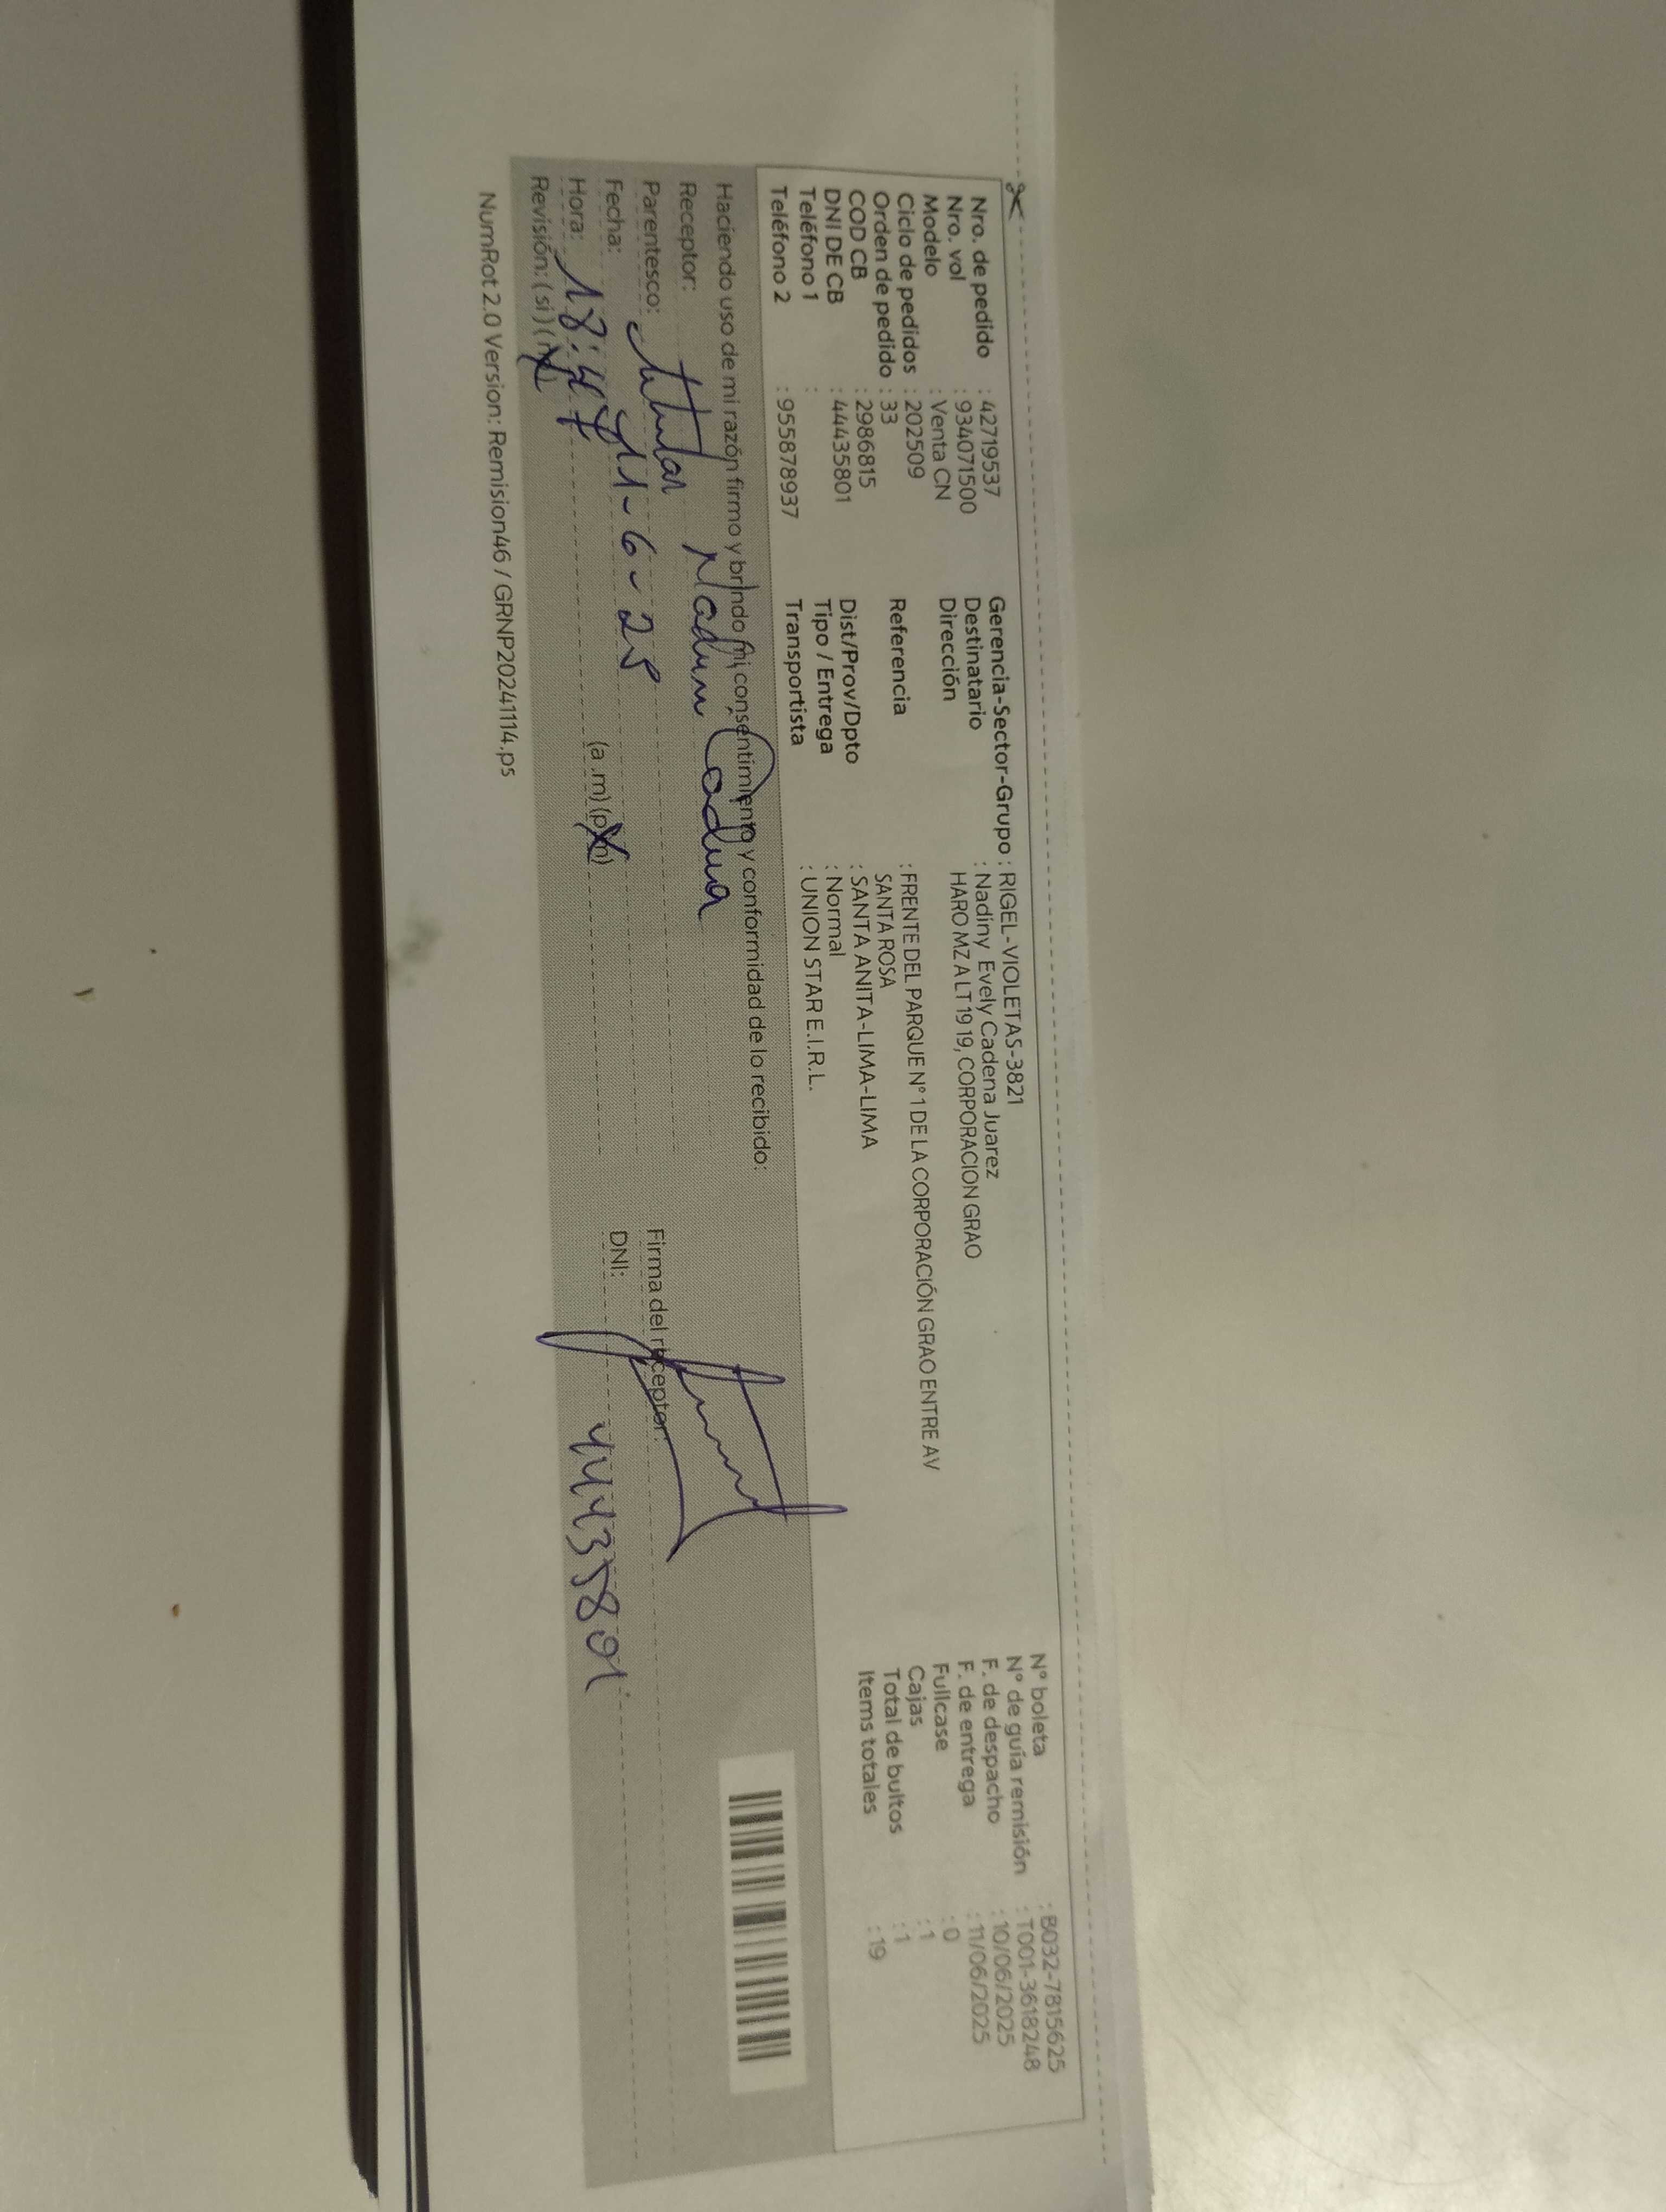 Nro. de pedido : 42719537
Nro. vol : 934071500
Modelo : Venta CN
Ciclo de pedidos : 202509
Orden de pedido : 33
COD CB : 2986815
DNI DE CB : 44435801
Teléfono 1 :
Teléfono 2 : 955878937
Gerencia-Sector-Grupo : RIGEL-VIOLETAS-3821
Destinatario : Nadiny Evely Cadena Juarez
Dirección HARO MZ A LT 19 19, CORPORACION GRAO
Referencia : FRENTE DEL PARQUE N° 1 DE LA CORPORACIÓN GRAO ENTRE AV
SANTA ROSA
Dist/Prov/Dpto : SANTA ANITA-LIMA-LIMA
Tipo / Entrega : Normal
Transportista : UNION STAR E.I.R.L.
N° boleta : B032-7815625
N° de guía remisión : T001-3618248
F. de despacho : 10/06/2025
F. de entrega : 11/06/2025
Fullcase : 0
Cajas : 1
Total de bultos : 1
Items totales : 19
Haciendo uso de mi razón firmo y brindo mi consentimiento y conformidad de lo recibido:
Receptor:
Parentesco: titular
Fecha: 11-6-25
Hora: 18:47 (a.m) (p.m)
Revisión: ( si ) ( no )
Firma del receptor:
DNI: 44435801
NumRot 2.0 Version: Remision46 / GRNP20241114.ps